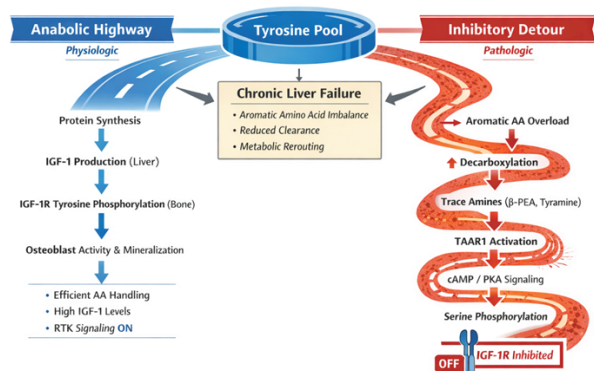 Anabolic Highway
Physiologic
Tyrosine Pool
Inhibitory Detour
Pathologic
Chronic Liver Failure
• Aromatic Amino Acid Imbalance
• Reduced Clearance
• Metabolic Rerouting
Protein Synthesis
IGF-1 Production (Liver)
IGF-1R Tyrosine Phosphorylation (Bone)
Osteoblast Activity & Mineralization
• Efficient AA Handling
• High IGF-1 Levels
• RTK Signaling ON
Aromatic AA Overload
Decarboxylation
Trace Amines (β-PEA, Tyramine)
TAAR1 Activation
cAMP / PKA Signaling
Serine Phosphorylation
OFF
IGF-1R Inhibited